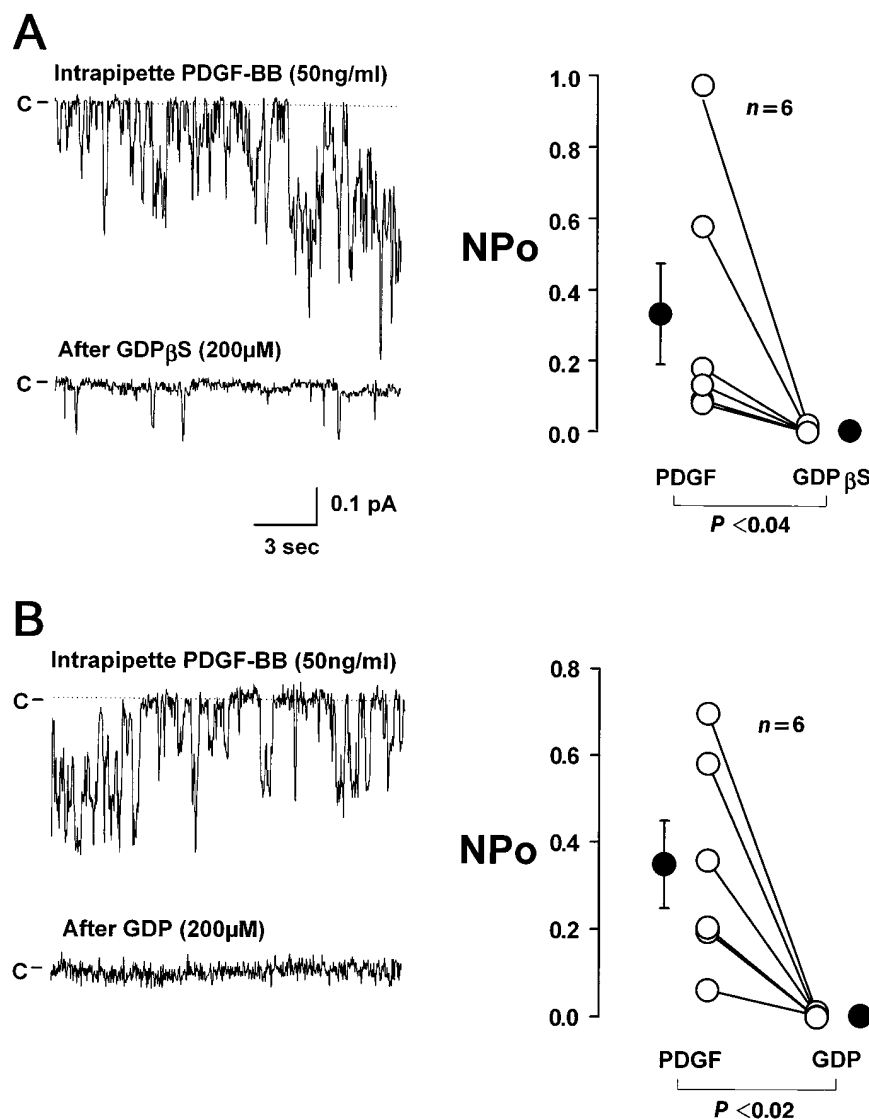 A
Intrapipette PDGF-BB (50ng/ml)
C
After GDPβS (200µM)
C
0.1 pA
3 sec
1.0
0.8
0.6
0.4
0.2
0.0
NPo
n=6
PDGF
GDPβS
P <0.04
B
Intrapipette PDGF-BB (50ng/ml)
C
After GDP (200µM)
C
0.8
0.6
0.4
0.2
0.0
NPo
n=6
PDGF
GDP
P <0.02